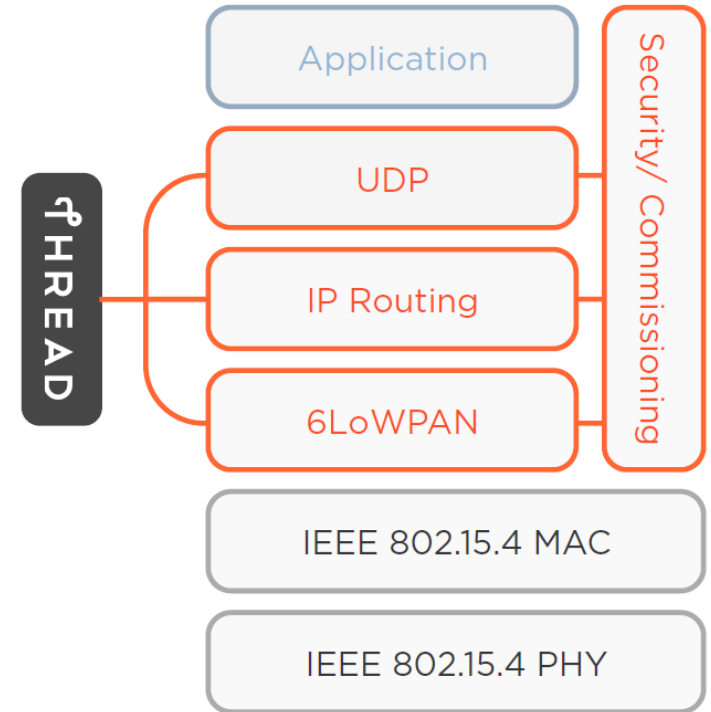 Application
UDP
IP Routing
6LoWPAN
Security/ Commissioning
THREAD
IEEE 802.15.4 MAC
IEEE 802.15.4 PHY